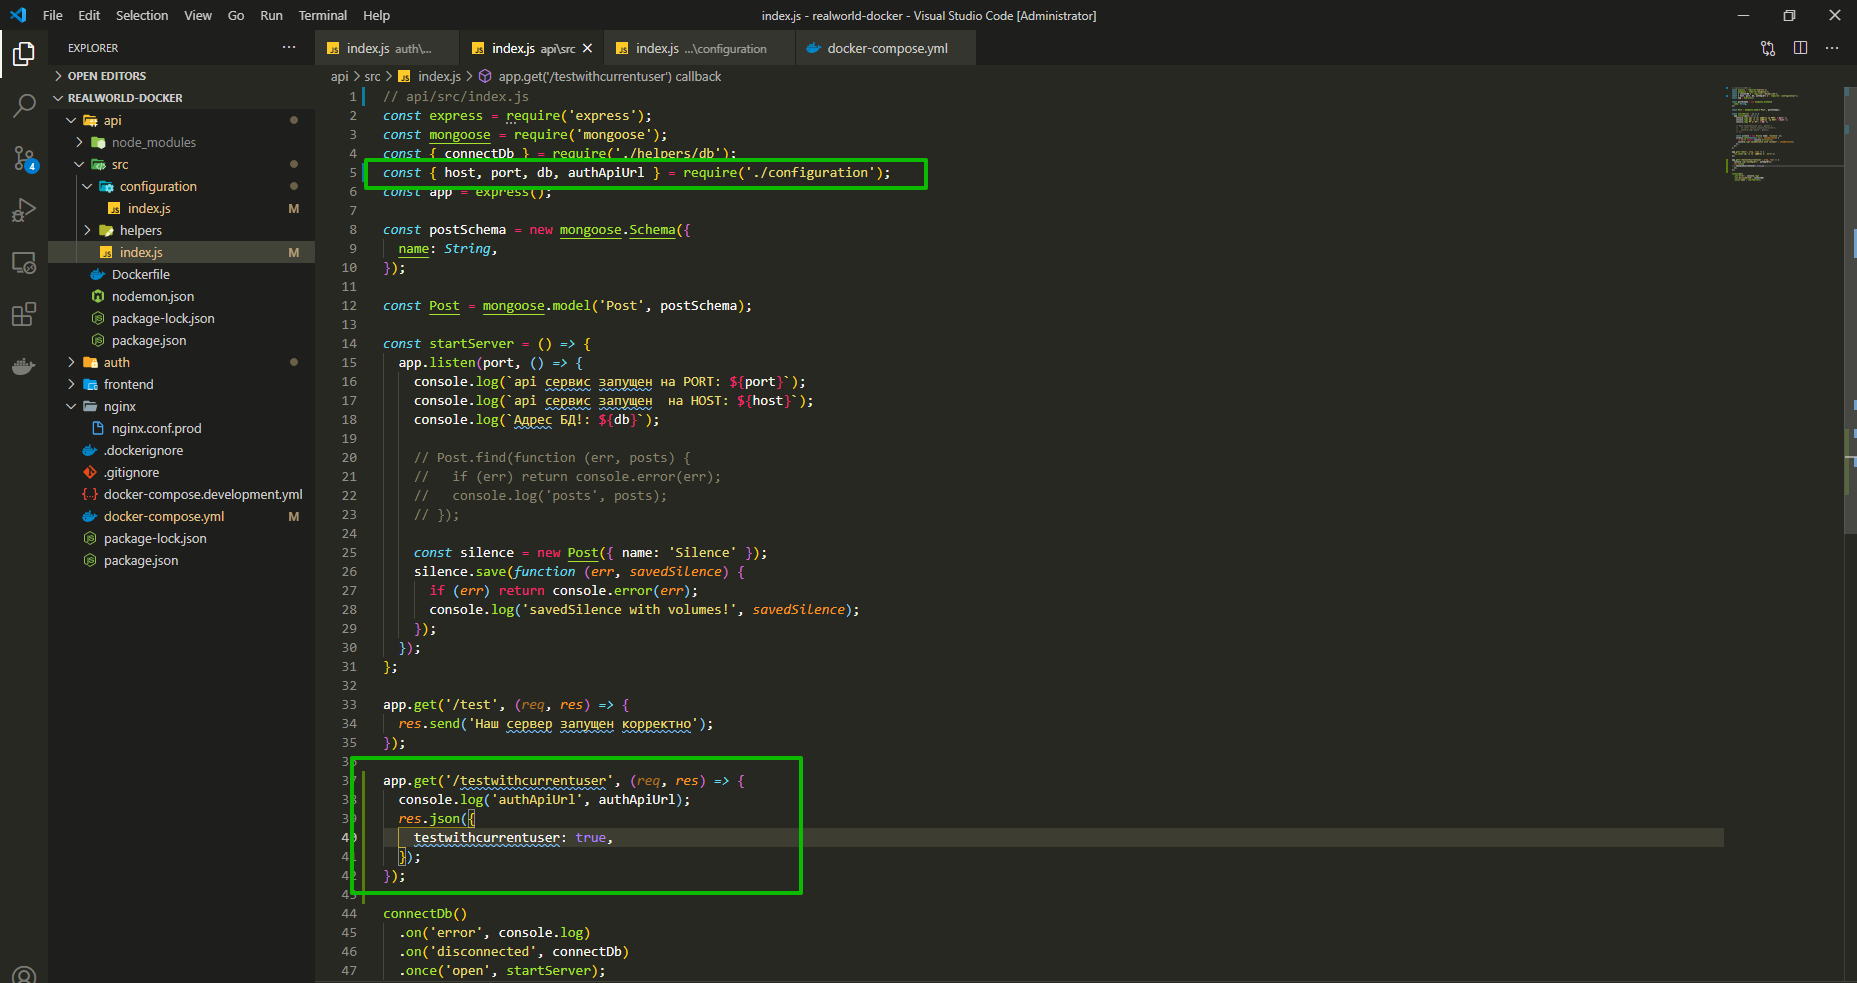 File Edit Selection View Go Run Terminal Help
index.js - realworld-docker - Visual Studio Code [Administrator]
EXPLORER
OPEN EDITORS
REALWORLD-DOCKER
api
node_modules
src
configuration
index.js M
helpers
index.js M
Dockerfile
nodemon.json
package-lock.json
package.json
auth
frontend
nginx
nginx.conf.prod
.dockerignore
.gitignore
docker-compose.development.yml
docker-compose.yml M
package-lock.json
package.json
4
index.js auth\...
index.js api\src
index.js ...\configuration
docker-compose.yml
api > src > index.js > app.get('/testwithcurrentuser') callback
1 // api/src/index.js
2 const express = require('express');
3 const mongoose = require('mongoose');
4 const { connectDb } = require('./helpers/db');
5 const { host, port, db, authApiUrl } = require('./configuration');
6 const app = express();
7
8 const postSchema = new mongoose.Schema({
9 name: String,
10 });
11
12 const Post = mongoose.model('Post', postSchema);
13
14 const startServer = () => {
15 app.listen(port, () => {
16 console.log(`api сервис запущен на PORT: ${port}`);
17 console.log(`api сервис запущен  на HOST: ${host}`);
18 console.log(`Адрес БД!: ${db}`);
19
20 // Post.find(function (err, posts) {
21 //   if (err) return console.error(err);
22 //   console.log('posts', posts);
23 // });
24
25 const silence = new Post({ name: 'Silence' });
26 silence.save(function (err, savedSilence) {
27 if (err) return console.error(err);
28 console.log('savedSilence with volumes!', savedSilence);
29 });
30 });
31 };
32
33 app.get('/test', (req, res) => {
34 res.send('Наш сервер запущен корректно');
35 });
36
37 app.get('/testwithcurrentuser', (req, res) => {
38 console.log('authApiUrl', authApiUrl);
39 res.json({
40 testwithcurrentuser: true,
41 });
42 });
43
44 connectDb()
45 .on('error', console.log)
46 .on('disconnected', connectDb)
47 .once('open', startServer);